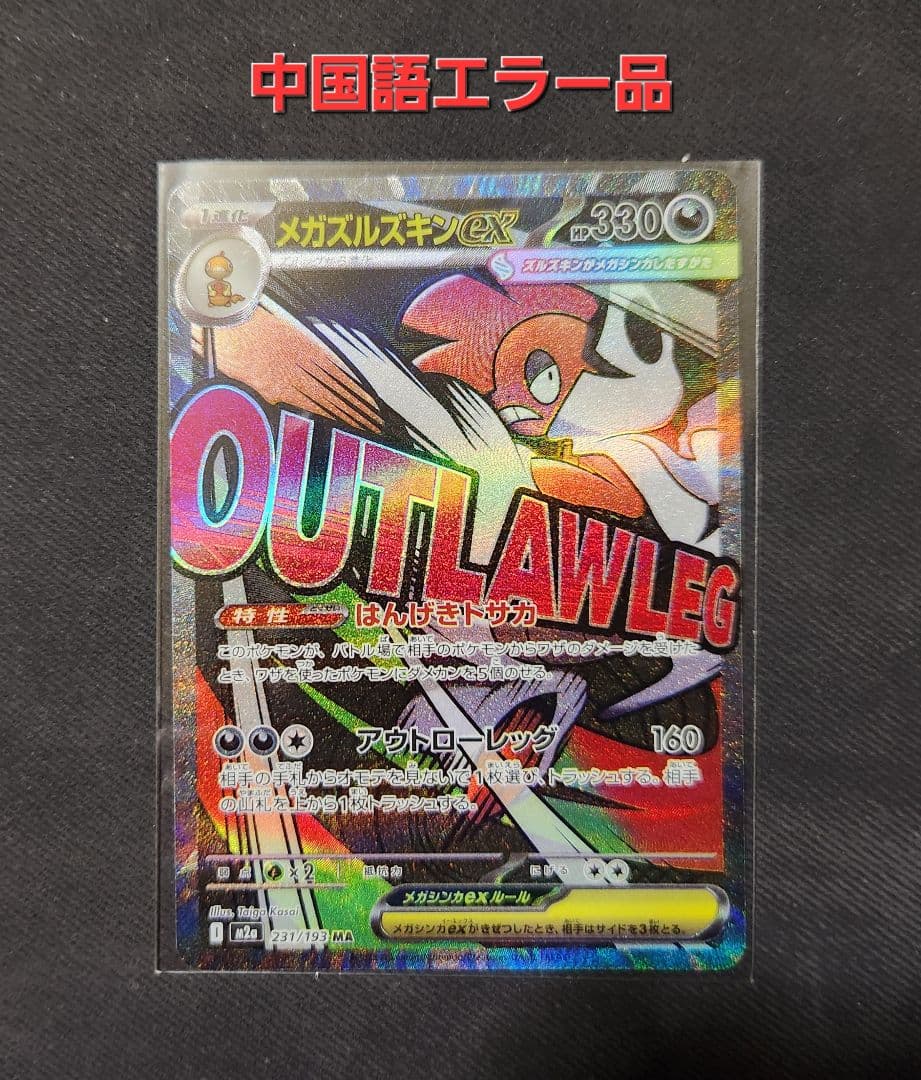 中国語エラー品
1進化
メガズルズキンex
HP330
ズルズキンがメガシンカしたすがた
OUTLAWLEG
特性
はんげきトサカ
このポケモンが、バトル場で相手のポケモンからワザのダメージを受けた
とき、ワザを使ったポケモンにダメカンを5個のせる。
アウトローレッグ 160
相手の手札からオモテを見ないで1枚選び、トラッシュする。相手
の山札を上から1枚トラッシュする。
弱点 ×2 抵抗力 にげる
Illus. Taiga Kasai
メガシンカexルール
メガシンカexがきぜつしたとき、相手はサイドを3枚とる。
I M2a 231/193 MA